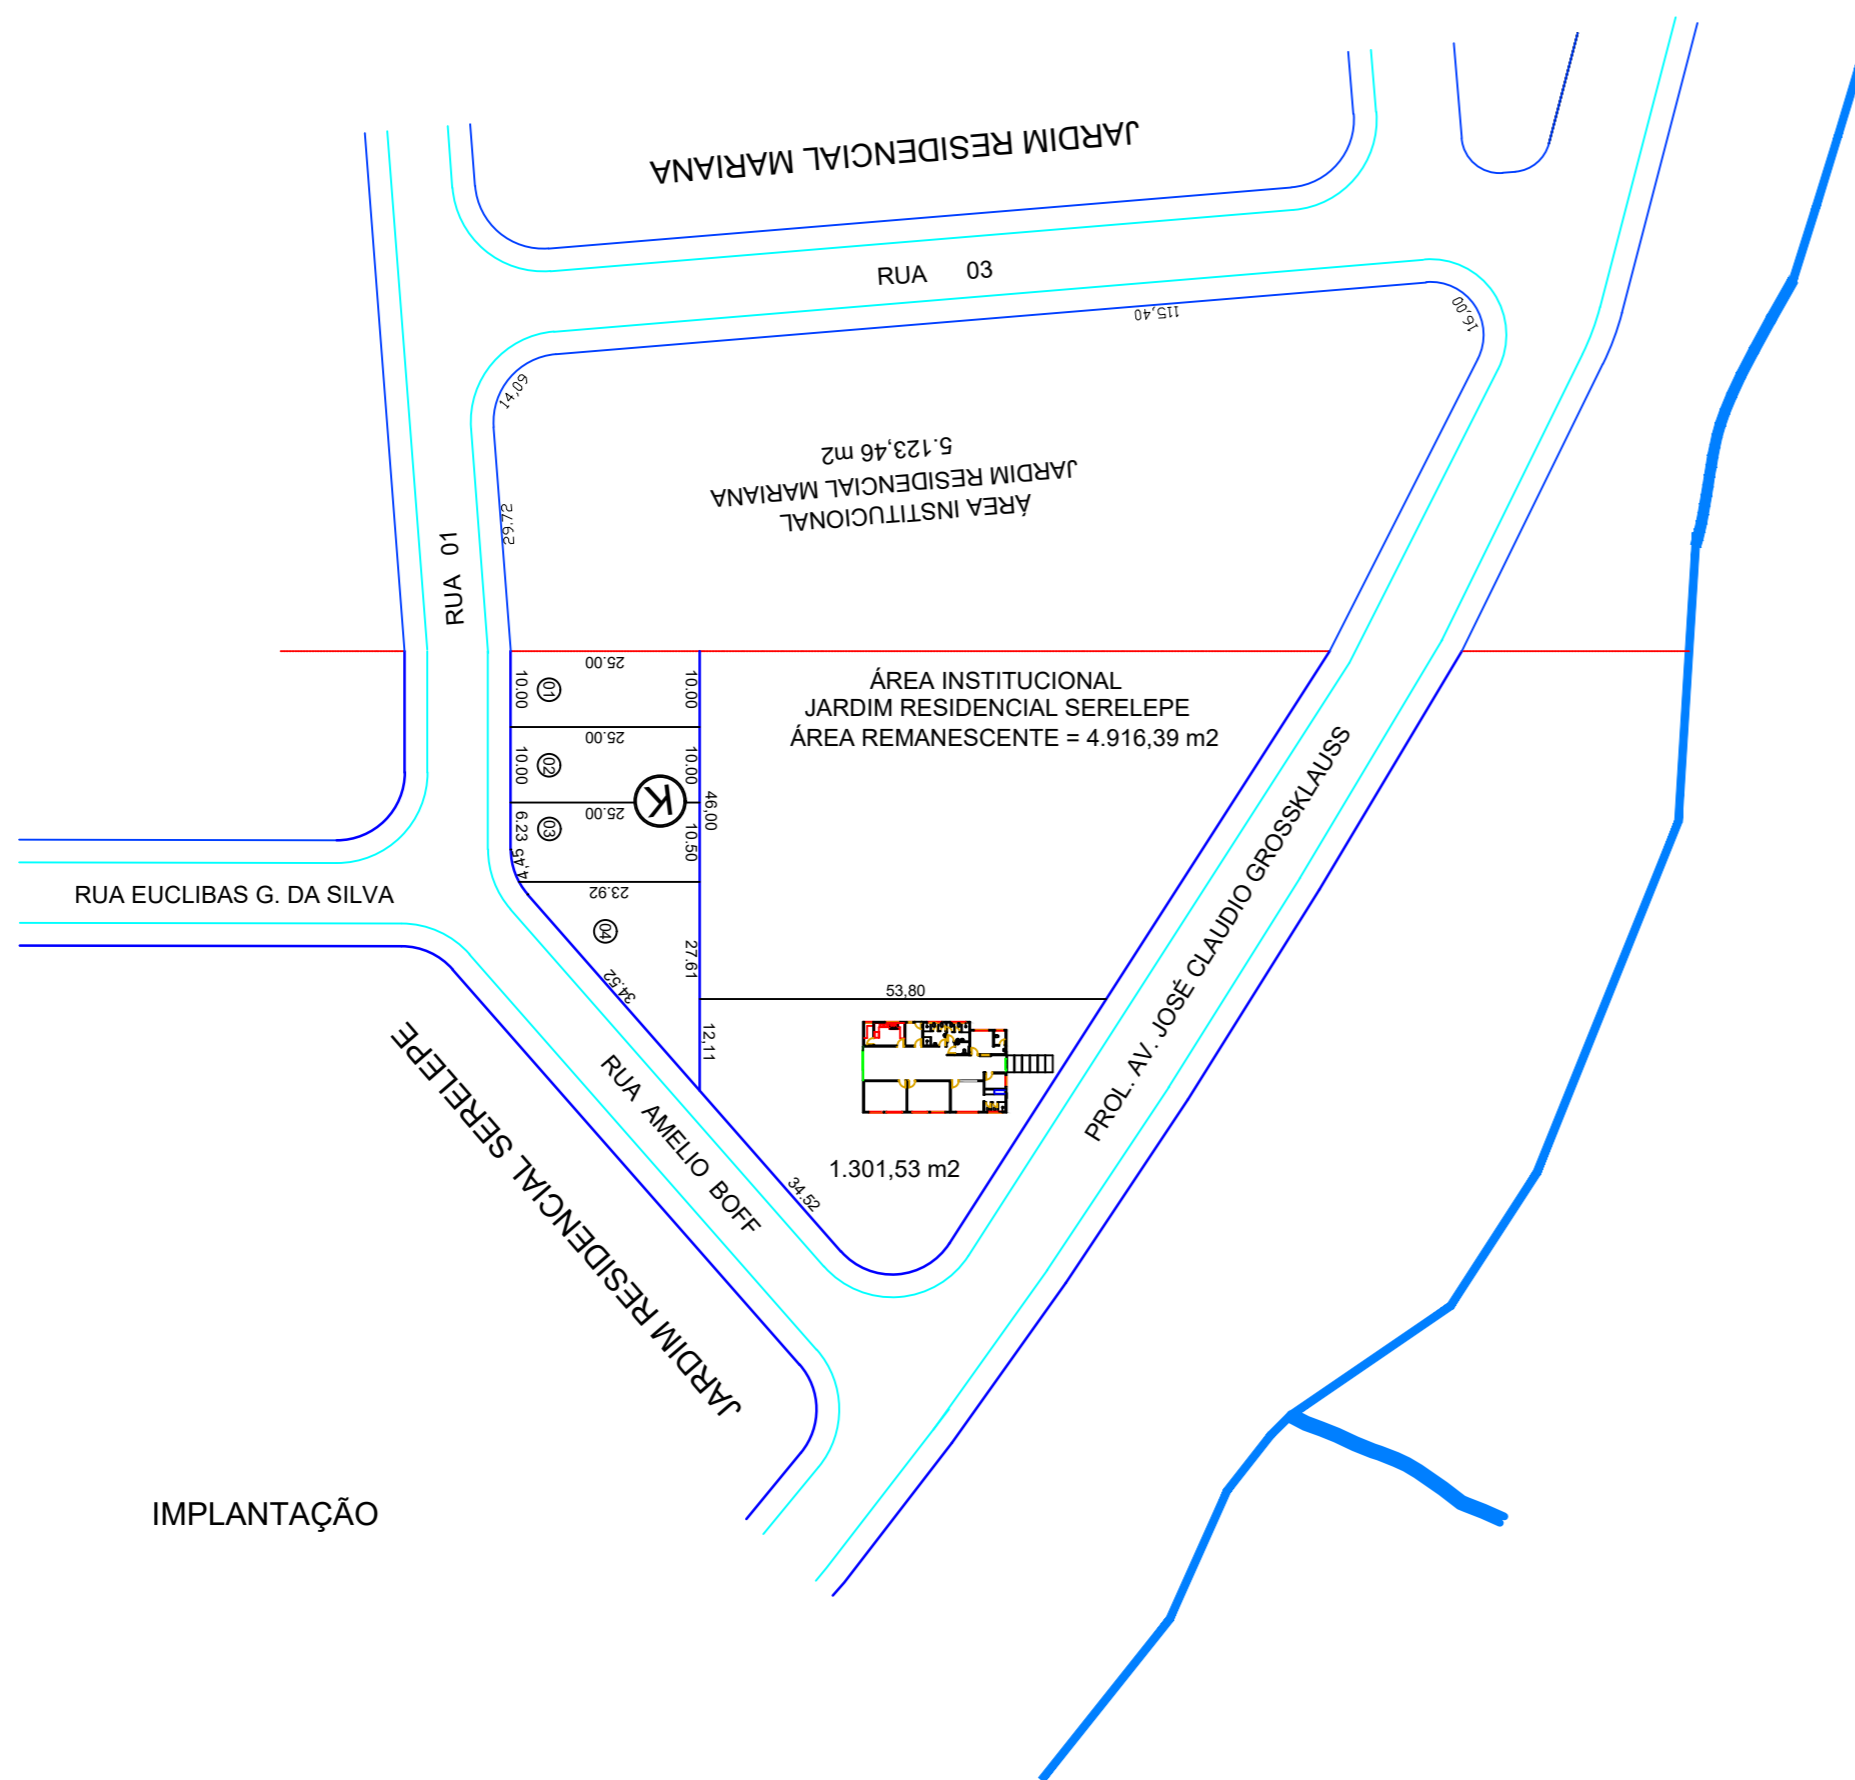 JARDIM RESIDENCIAL MARIANA
RUA 03
115,40
16,00
14,09
29.72
RUA 01
ÁREA INSTITUCIONAL
JARDIM RESIDENCIAL MARIANA
5.123,46 m2
25.00
10.00
01
10.00
25.00
10.00
02
10.00
46,00
K
25.00
6.23
03
10.50
4,45
23.92
04
27.61
34.52
12,11
ÁREA INSTITUCIONAL
JARDIM RESIDENCIAL SERELEPE
ÁREA REMANESCENTE = 4.916,39 m2
PROL. AV. JOSÉ CLAUDIO GROSSKLAUSS
RUA EUCLIBAS G. DA SILVA
53,80
1.301,53 m2
34.52
RUA AMELIO BOFF
JARDIM RESIDENCIAL SERELEPE
IMPLANTAÇÃO